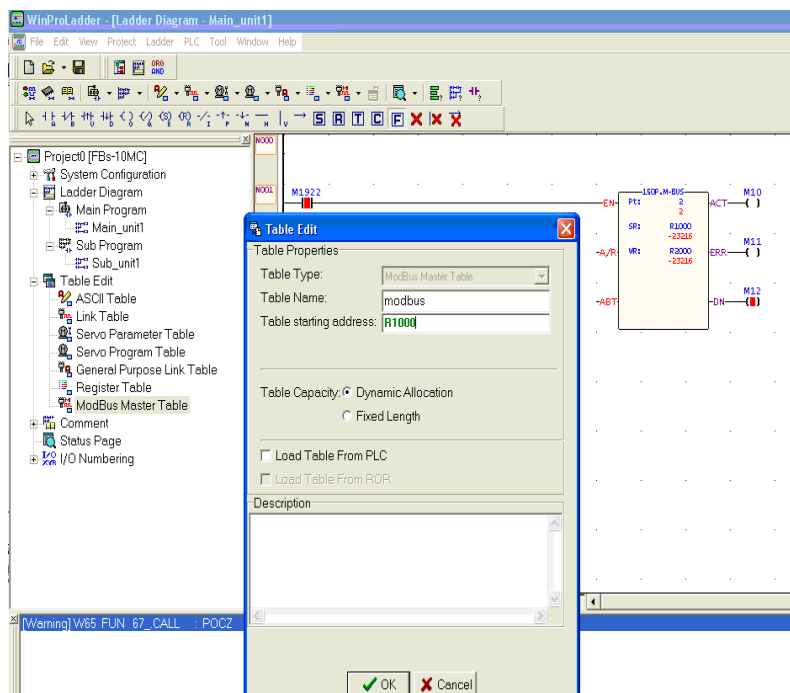 WinProLadder - [Ladder Diagram - Main_unit1]
File Edit View Project Ladder PLC Tool Window Help
ORG
AND
A B TU TD O Q S R I P N H V S R T C F
N000
Project0 [FBs-10MC]
System Configuration
Ladder Diagram
Main Program
Main_unit1
Sub Program
Sub_unit1
Table Edit
ASCII Table
Link Table
Servo Parameter Table
Servo Program Table
General Purpose Link Table
Register Table
ModBus Master Table
Comment
Status Page
I/O Numbering
N001
M1922
EN
150P.M-BUS
Pt: 2
2
ACT
M10
SR: R1000
-23216
A/R
WR: R2000
-23216
ERR
M11
ABT
DN
M12
Table Edit
Table Properties
Table Type: ModBus Master Table
Table Name: modbus
Table starting address: R1000
Table Capacity: Dynamic Allocation
Fixed Length
Load Table From PLC
Load Table From ROR
Description
OK Cancel
[Warning] W65 FUN 67_CALL : POCZ